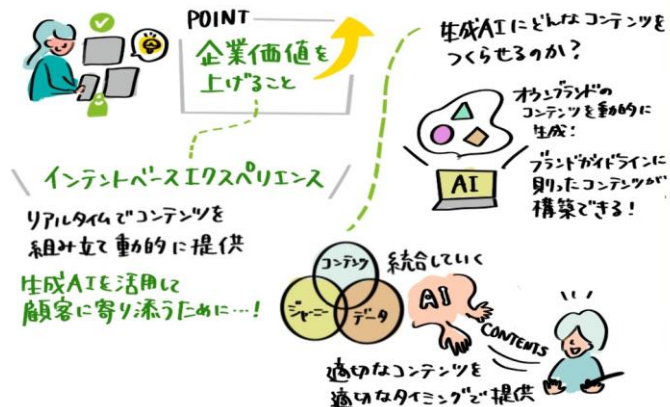 POINT
企業価値を
上げること
インテントベースエクスペリエンス
リアルタイムでコンテンツを
組み立て動的に提供
生成AIを活用して
顧客に寄り添うために…!
生成AIにどんなコンテンツを
つくらせるのか?
オウンブランドの
コンテンツを動的に
生成!
AI
ブランドガイドラインに
則ったコンテンツが
構築できる!
コンテンツ
ジャーニー
データ
統合していく
AI
CONTENTS
適切なコンテンツを
適切なタイミングで提供